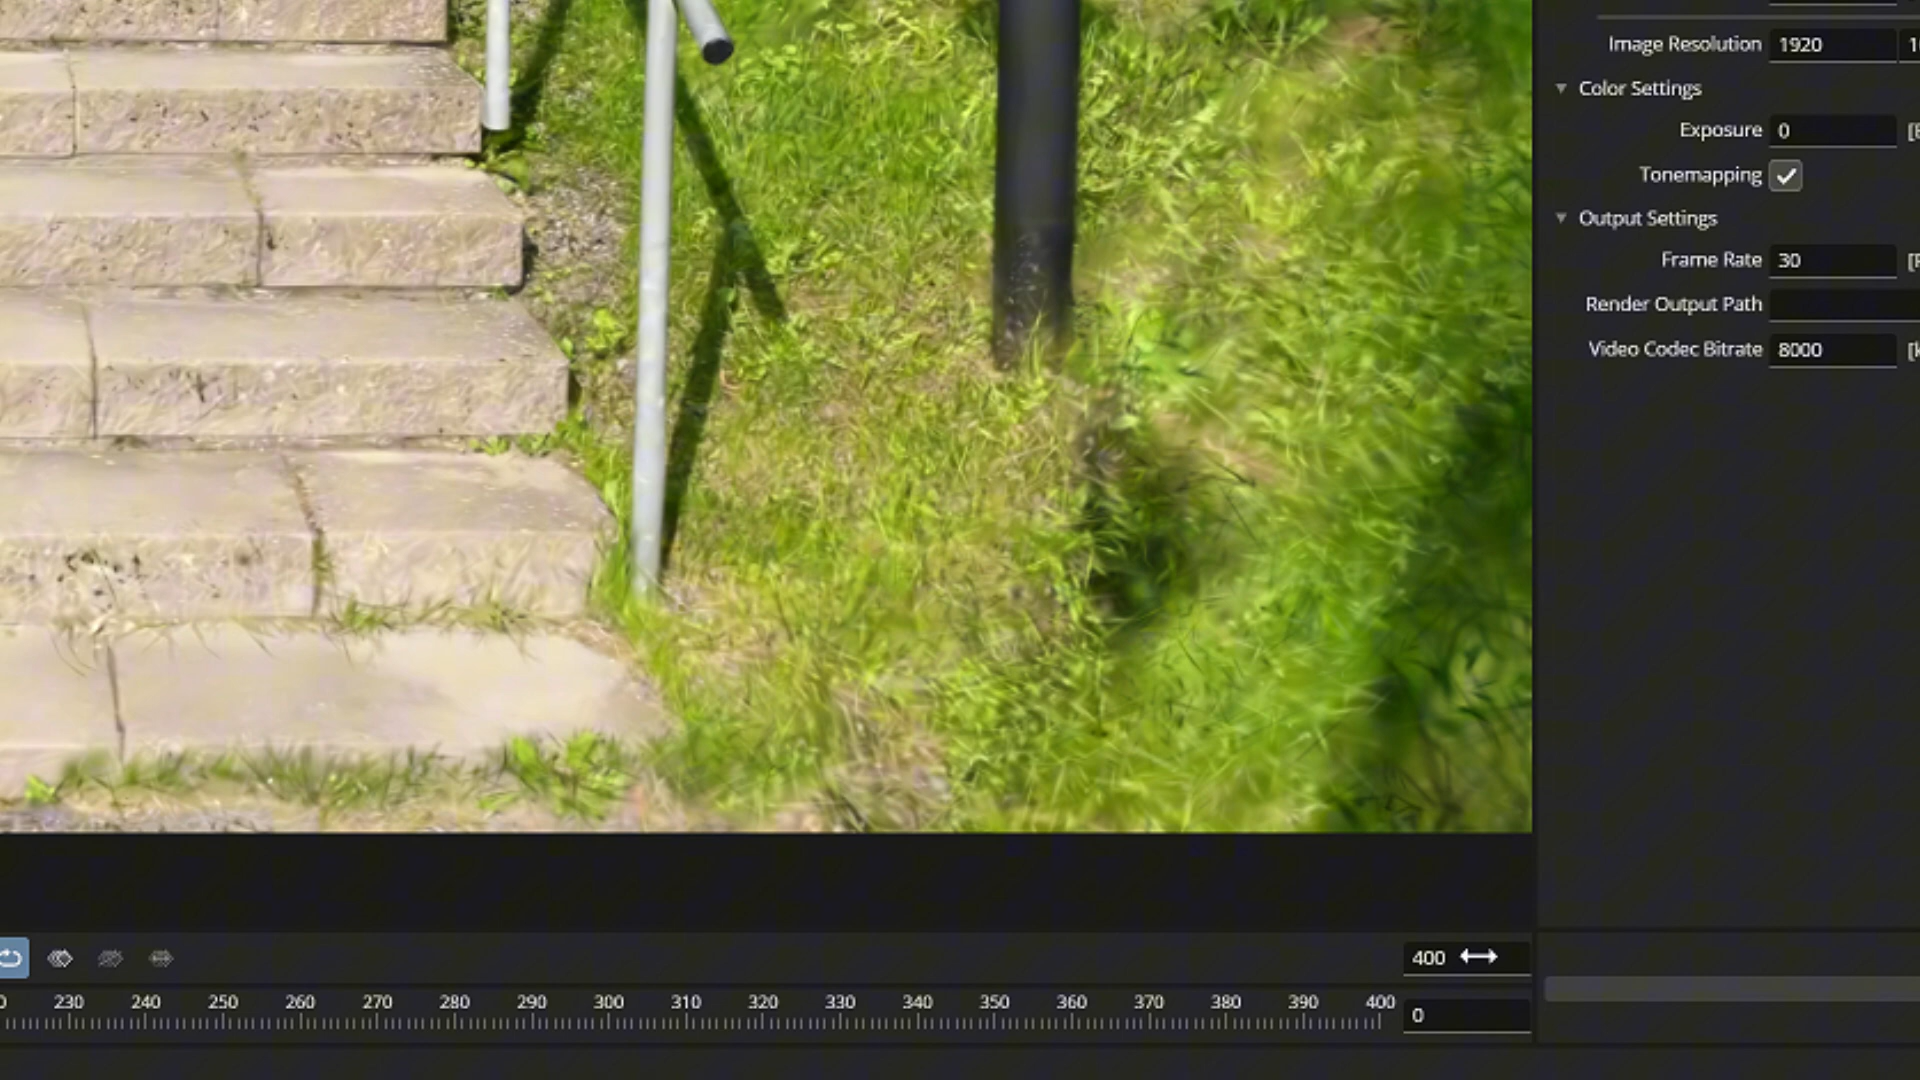 Image Resolution 1920
Color Settings
Exposure 0
Tonemapping
Output Settings
Frame Rate 30
Render Output Path
Video Codec Bitrate 8000
400
230 240 250 260 270 280 290 300 310 320 330 340 350 360 370 380 390 400
0